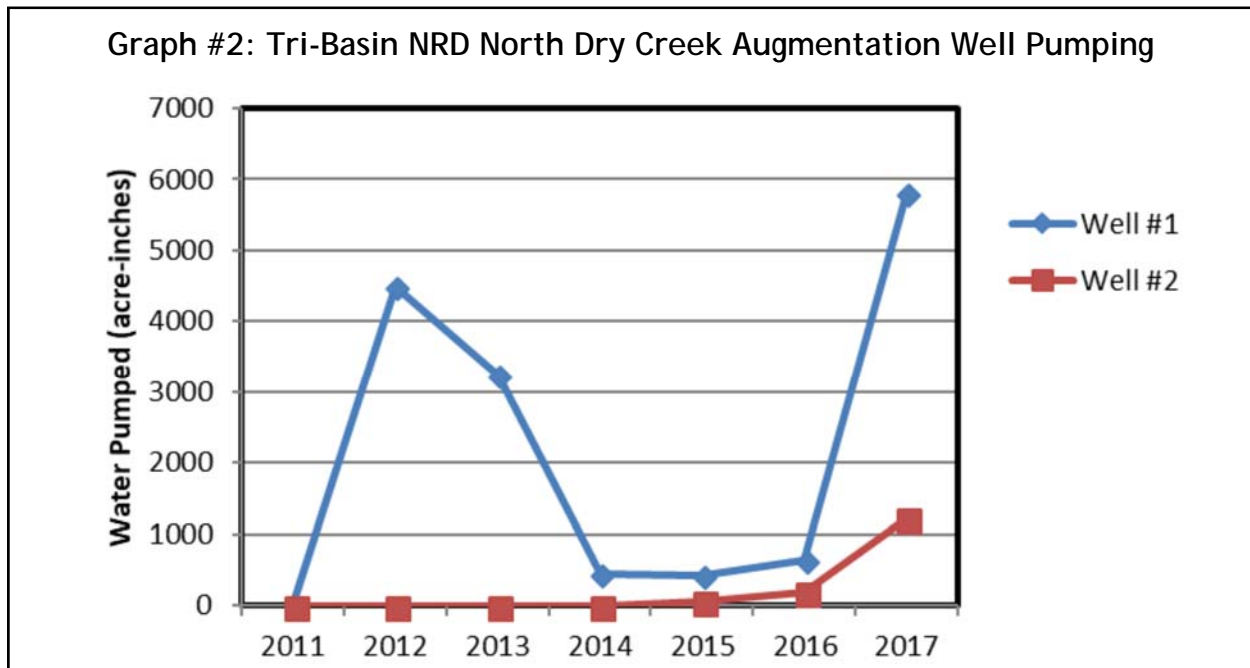 Graph #2: Tri-Basin NRD North Dry Creek Augmentation Well Pumping
Water Pumped (acre-inches)
7000
6000
5000
4000
3000
2000
1000
0
2011 2012 2013 2014 2015 2016 2017
Well #1
Well #2